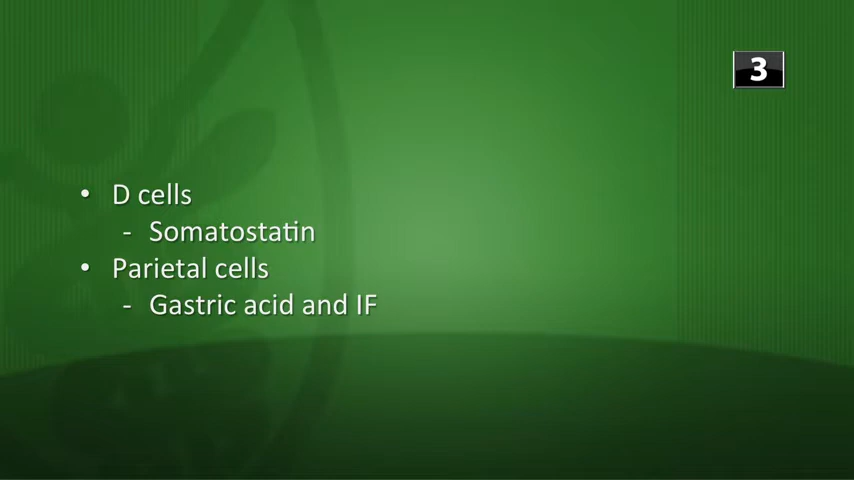 3
• D cells
- Somatostatin
• Parietal cells
- Gastric acid and IF